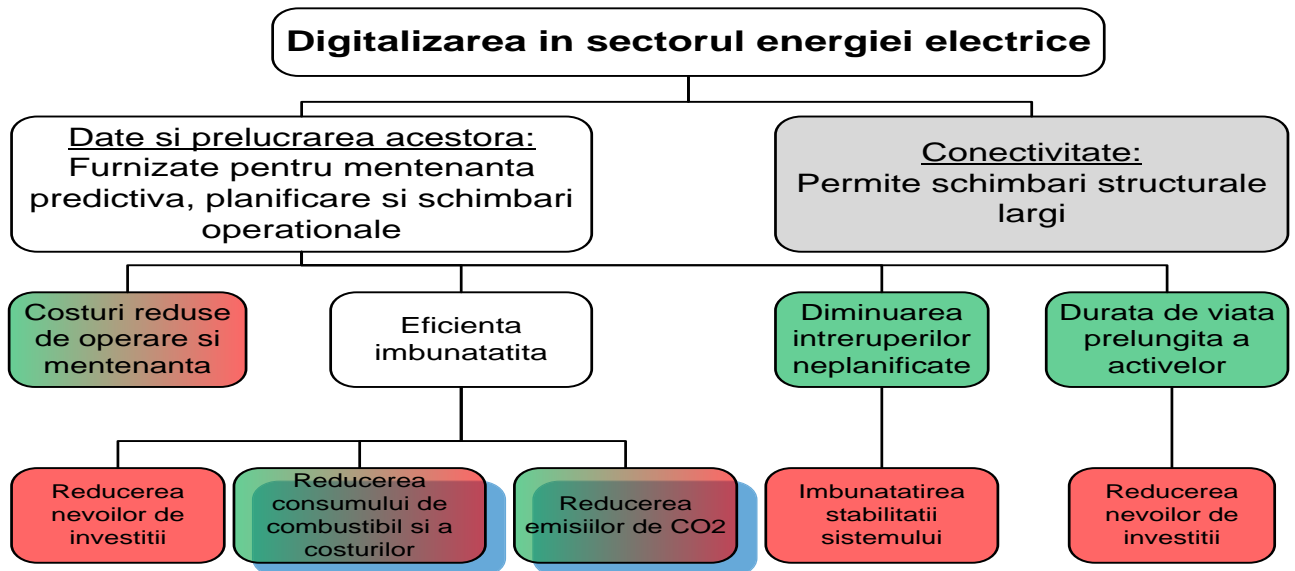 Digitalizarea in sectorul energiei electrice
Date si prelucrarea acestora:
Furnizate pentru mentenanta
predictiva, planificare si schimbari
operationale
Conectivitate:
Permite schimbari structurale
largi
Costuri reduse
de operare si
mentenanta
Eficienta
imbunatatita
Diminuarea
intreruperilor
neplanificate
Durata de viata
prelungita a
activelor
Reducerea
nevoilor de
investitii
Reducerea
consumului de
combustibil si a
costurilor
Reducerea
emisiilor de CO2
Imbunatatirea
stabilitatii
sistemului
Reducerea
nevoilor de
investitii